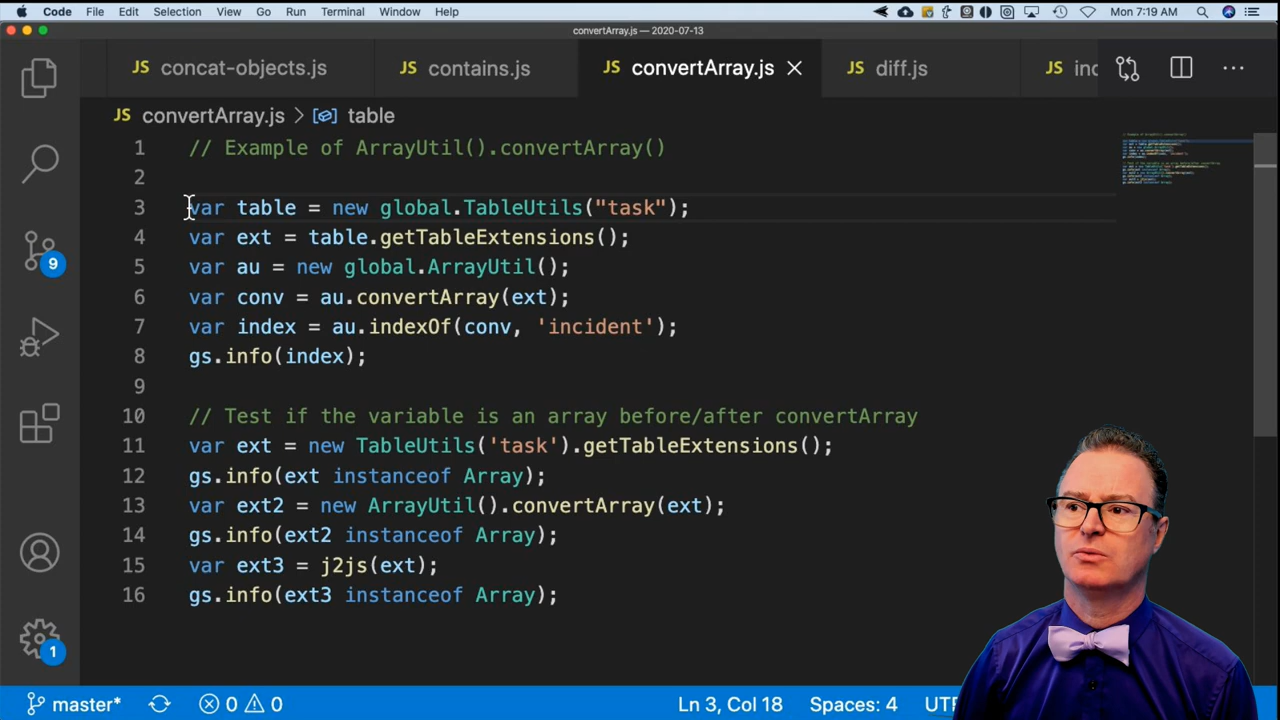 Code File Edit Selection View Go Run Terminal Window Help Mon 7:19 AM
convertArray.js — 2020-07-13
JS concat-objects.js JS contains.js JS convertArray.js JS diff.js JS
JS convertArray.js > table
1 // Example of ArrayUtil().convertArray()
2
3 var table = new global.TableUtils("task");
4 var ext = table.getTableExtensions();
5 var au = new global.ArrayUtil();
6 var conv = au.convertArray(ext);
7 var index = au.indexOf(conv, 'incident');
8 gs.info(index);
9
10 // Test if the variable is an array before/after convertArray
11 var ext = new TableUtils('task').getTableExtensions();
12 gs.info(ext instanceof Array);
13 var ext2 = new ArrayUtil().convertArray(ext);
14 gs.info(ext2 instanceof Array);
15 var ext3 = j2js(ext);
16 gs.info(ext3 instanceof Array);
9
1
master* 0 0 Ln 3, Col 18 Spaces: 4